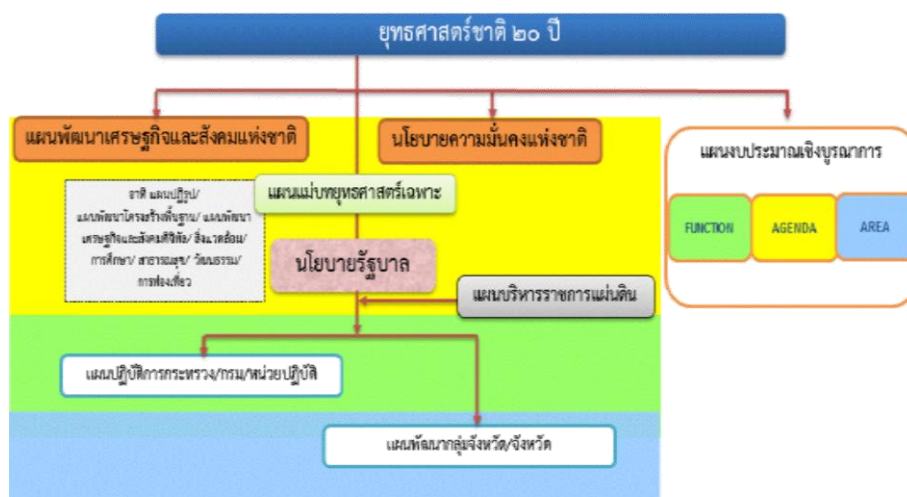 ยุทธศาสตร์ชาติ ๒๐ ปี
แผนพัฒนาเศรษฐกิจและสังคมแห่งชาติ
นโยบายความมั่นคงแห่งชาติ
แผนงบประมาณเชิงบูรณาการ
FUNCTION
AGENDA
AREA
แผนแม่บทยุทธศาสตร์เฉพาะ
อาทิ แผนปฏิรูป/
แผนพัฒนาโครงสร้างพื้นฐาน/ แผนพัฒนา
เศรษฐกิจและสังคมดิจิทัล/ สิ่งแวดล้อม/
การศึกษา/ สาธารณสุข/ วัฒนธรรม/
การท่องเที่ยว
นโยบายรัฐบาล
แผนบริหารราชการแผ่นดิน
แผนปฏิบัติการกระทรวง/กรม/หน่วยปฏิบัติ
แผนพัฒนากลุ่มจังหวัด/จังหวัด